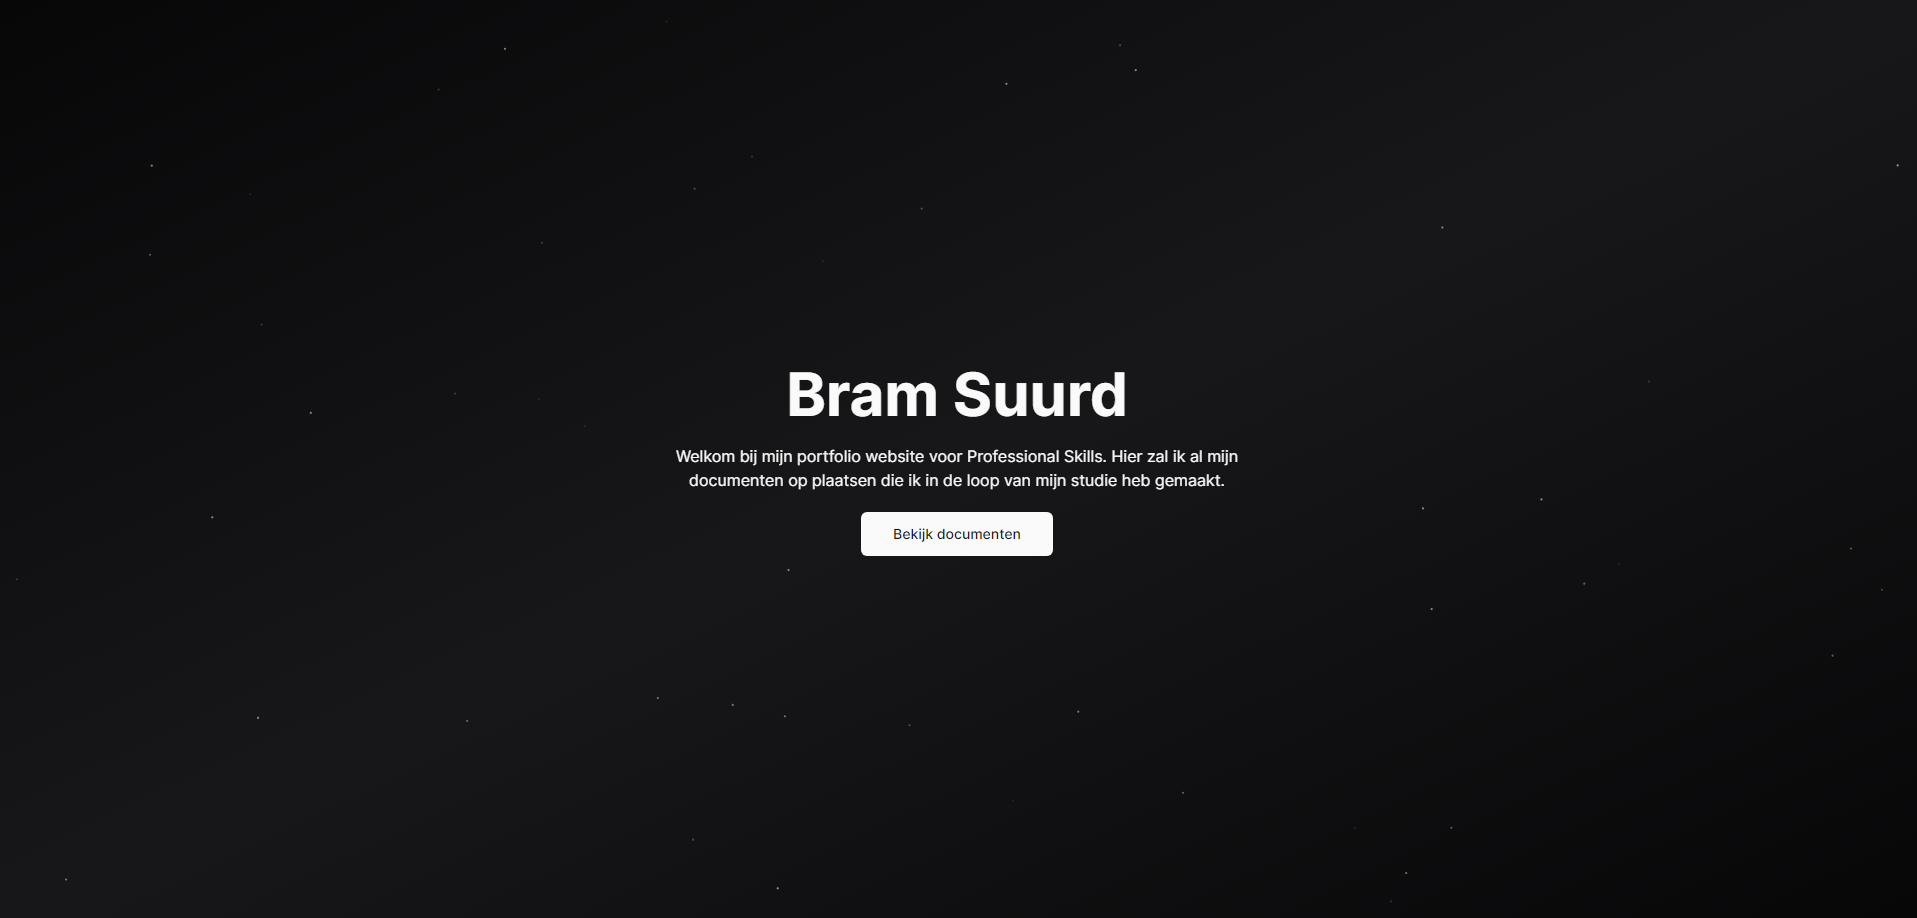 Bram Suurd
Welkom bij mijn portfolio website voor Professional Skills. Hier zal ik al mijn
documenten op plaatsen die ik in de loop van mijn studie heb gemaakt.
Bekijk documenten